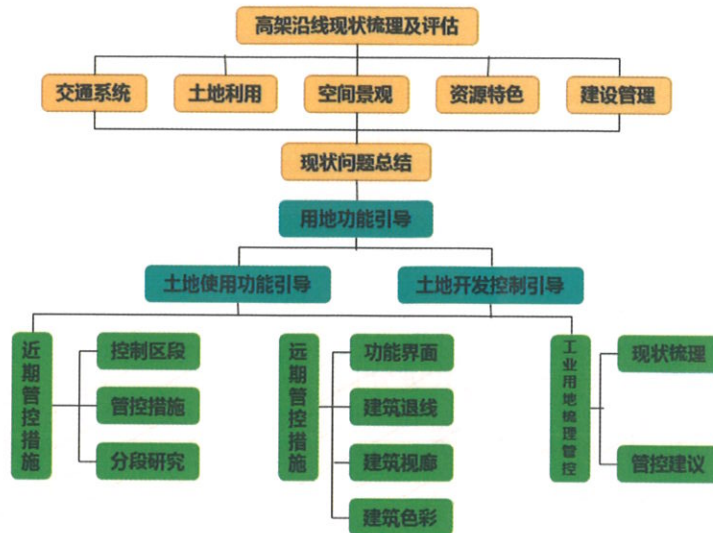 高架沿线现状梳理及评估
交通系统
土地利用
空间景观
资源特色
建设管理
现状问题总结
用地功能引导
土地使用功能引导
土地开发控制引导
近期管控措施
控制区段
管控措施
分段研究
远期管控措施
功能界面
建筑退线
建筑视廊
建筑色彩
工业用地梳理管控
现状梳理
管控建议